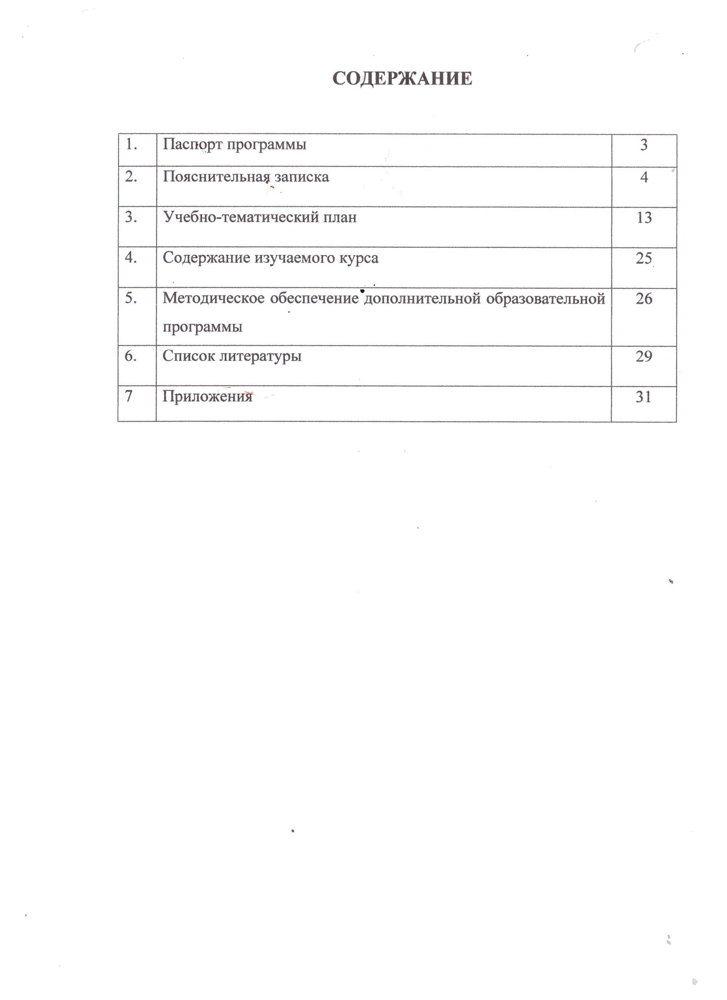 СОДЕРЖАНИЕ
1. Паспорт программы 3
2. Пояснительная записка 4
3. Учебно-тематический план 13
4. Содержание изучаемого курса 25
5. Методическое обеспечение дополнительной образовательной 26
программы
6. Список литературы 29
7 Приложения 31